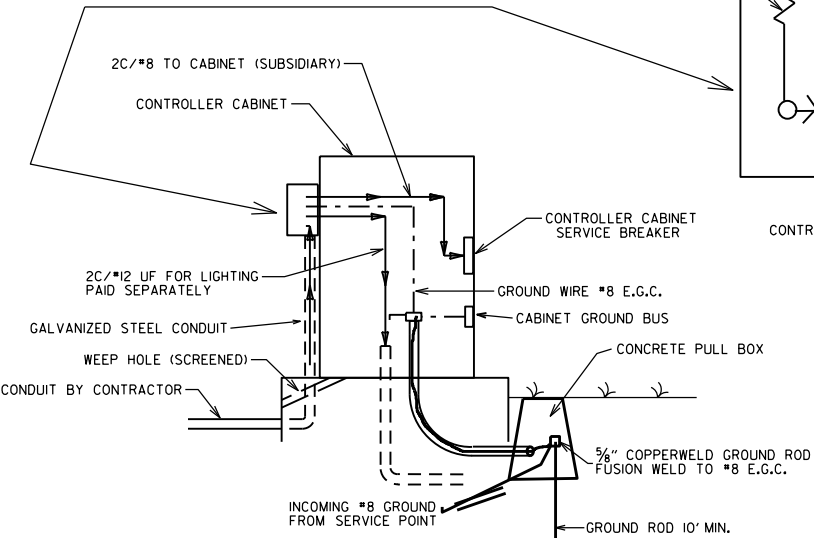 2C/#8 TO CABINET (SUBSIDIARY)
CONTROLLER CABINET
CONTROLLER CABINET
SERVICE BREAKER
CONTR
2C/#12 UF FOR LIGHTING
PAID SEPARATELY
GROUND WIRE #8 E.G.C.
CABINET GROUND BUS
GALVANIZED STEEL CONDUIT
CONCRETE PULL BOX
WEEP HOLE (SCREENED)
CONDUIT BY CONTRACTOR
5/8" COPPERWELD GROUND ROD
FUSION WELD TO #8 E.G.C.
INCOMING #8 GROUND
FROM SERVICE POINT
GROUND ROD 10' MIN.